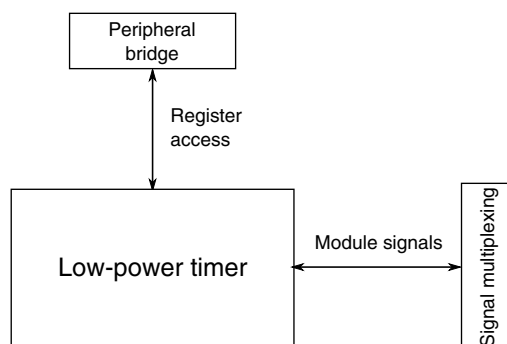 Peripheral
bridge
Register
access
Low-power timer
Module signals
Signal multiplexing